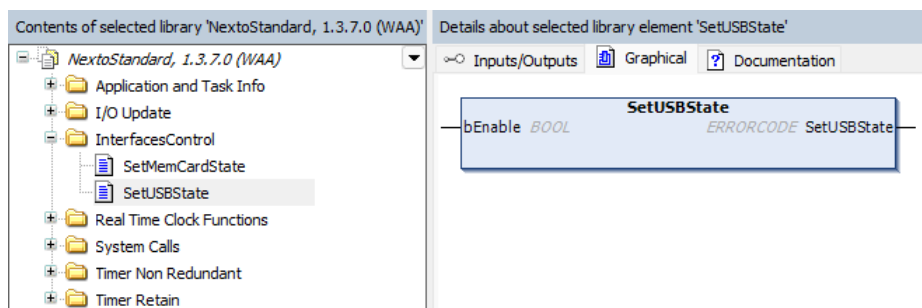 Contents of selected library 'NextoStandard, 1.3.7.0 (WAA)'
NextoStandard, 1.3.7.0 (WAA)
Application and Task Info
I/O Update
InterfacesControl
SetMemCardState
SetUSBState
Real Time Clock Functions
System Calls
Timer Non Redundant
Timer Retain
Details about selected library element 'SetUSBState'
Inputs/Outputs Graphical Documentation
SetUSBState
bEnable BOOL ERRORCODE SetUSBState